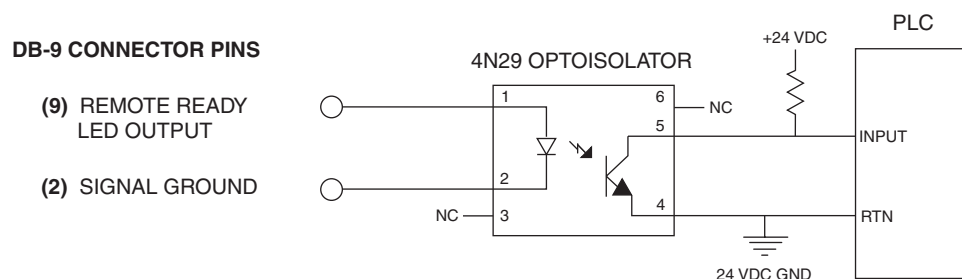 DB-9 CONNECTOR PINS
(9) REMOTE READY
LED OUTPUT
(2) SIGNAL GROUND
4N29 OPTOISOLATOR
1
2
NC
3
6
NC
5
4
+24 VDC
PLC
INPUT
RTN
24 VDC GND